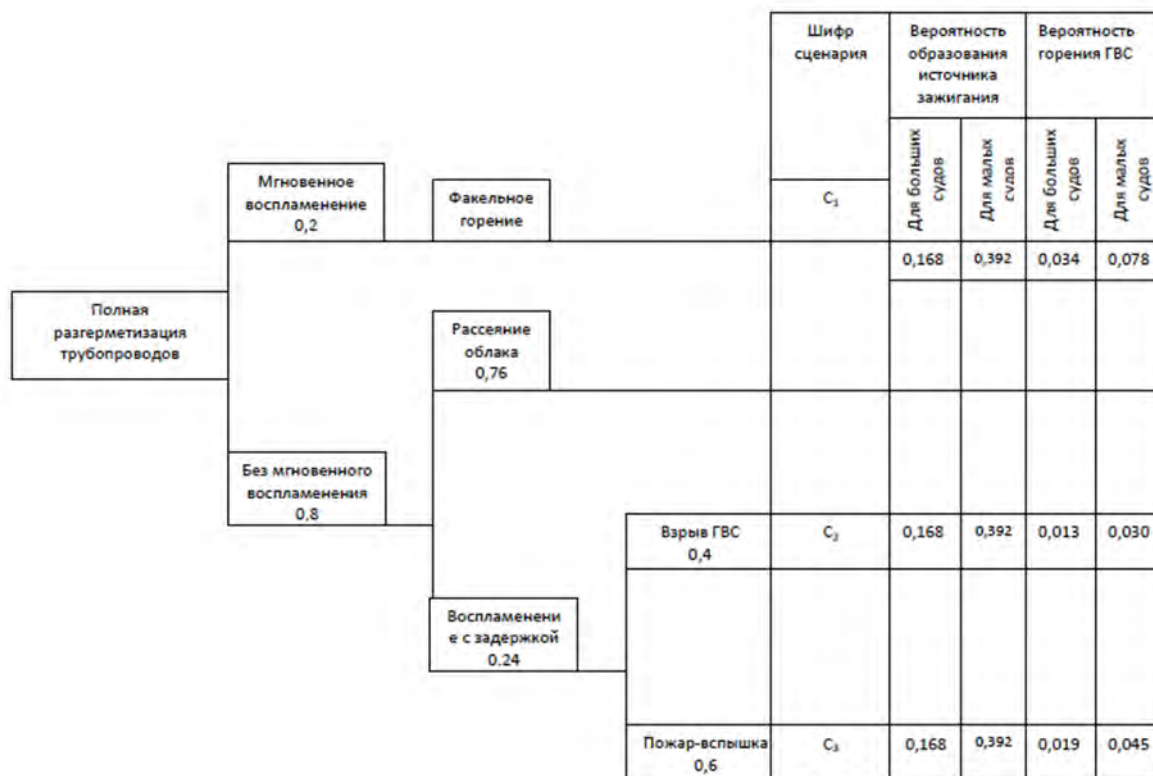 Шифр
сценария
Вероятность
образования
источника
зажигания
Вероятность
горения ГВС
Для больших
судов
Для малых
судов
Для больших
судов
Для малых
судов
Мгновенное
воспламенение
0,2
Факельное
горение
C₁
0,168 0,392 0,034 0,078
Полная
разгерметизация
трубопроводов
Рассеяние
облака
0,76
Без мгновенного
воспламенения
0,8
Взрыв ГВС
0,4
C₂ 0,168 0,392 0,013 0,030
Воспламенени
е с задержкой
0.24
Пожар-вспышка
0,6
C₃ 0,168 0,392 0,019 0,045